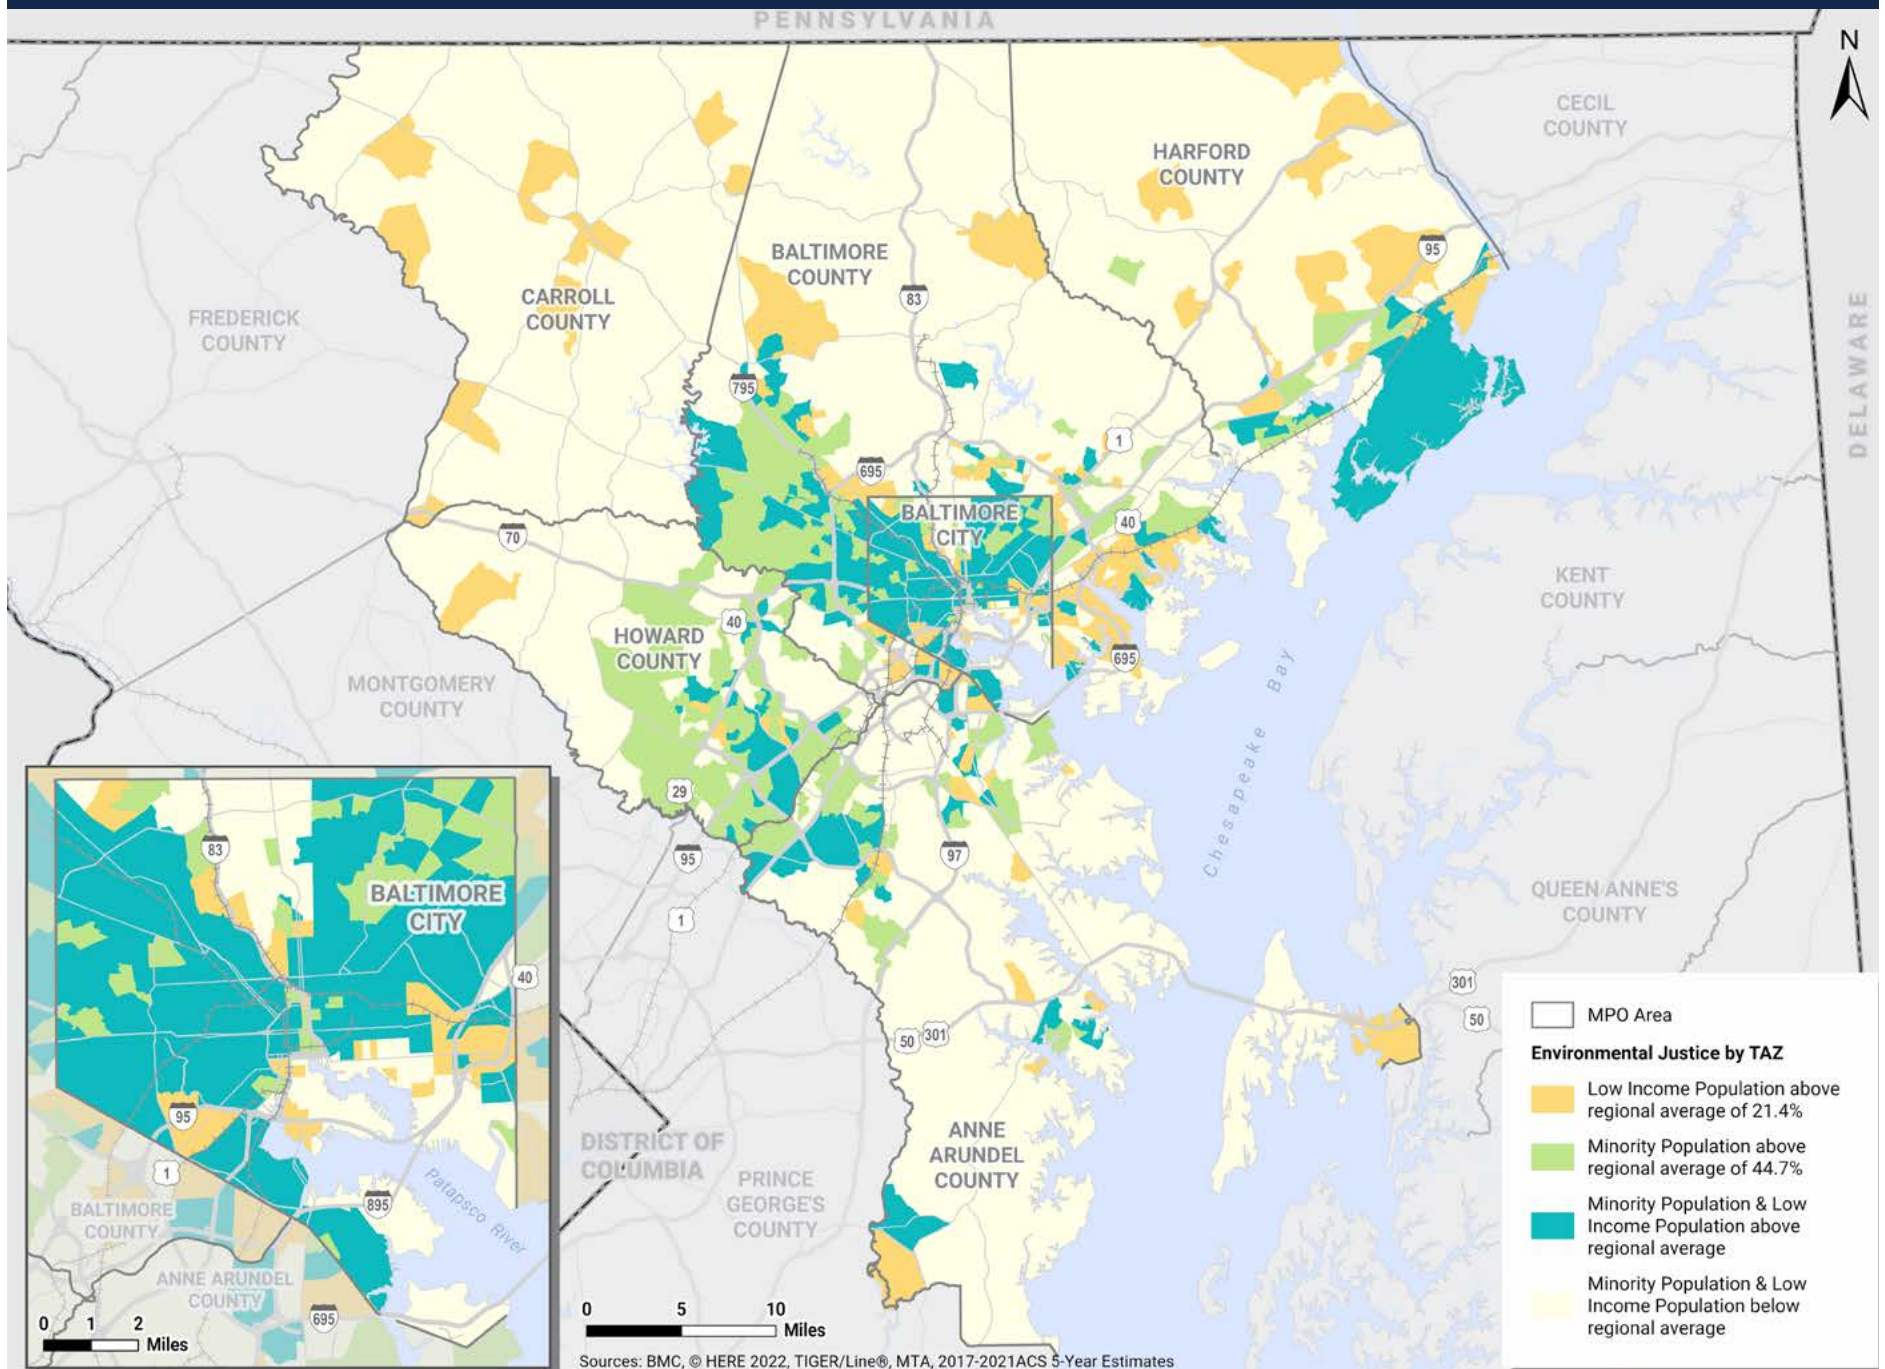 PENNSYLVANIA
N
CECIL
COUNTY
HARFORD
COUNTY
BALTIMORE
COUNTY
95
83
CARROLL
COUNTY
FREDERICK
COUNTY
DELAWARE
795
1
695
BALTIMORE
CITY
40
70
KENT
COUNTY
40
HOWARD
COUNTY
695
MONTGOMERY
COUNTY
Chesapeake Bay
29
95
97
1
QUEEN ANNE'S
COUNTY
301
50
50
301
ANNE
ARUNDEL
COUNTY
DISTRICT OF
COLUMBIA
PRINCE
GEORGE'S
COUNTY
83
BALTIMORE
CITY
40
95
1
895
Patapsco River
BALTIMORE
COUNTY
ANNE ARUNDEL
COUNTY
695
0 1 2
Miles
0 5 10
Miles
MPO Area
Environmental Justice by TAZ
Low Income Population above
regional average of 21.4%
Minority Population above
regional average of 44.7%
Minority Population & Low
Income Population above
regional average
Minority Population & Low
Income Population below
regional average
Sources: BMC, © HERE 2022, TIGER/Line®, MTA, 2017-2021ACS 5-Year Estimates